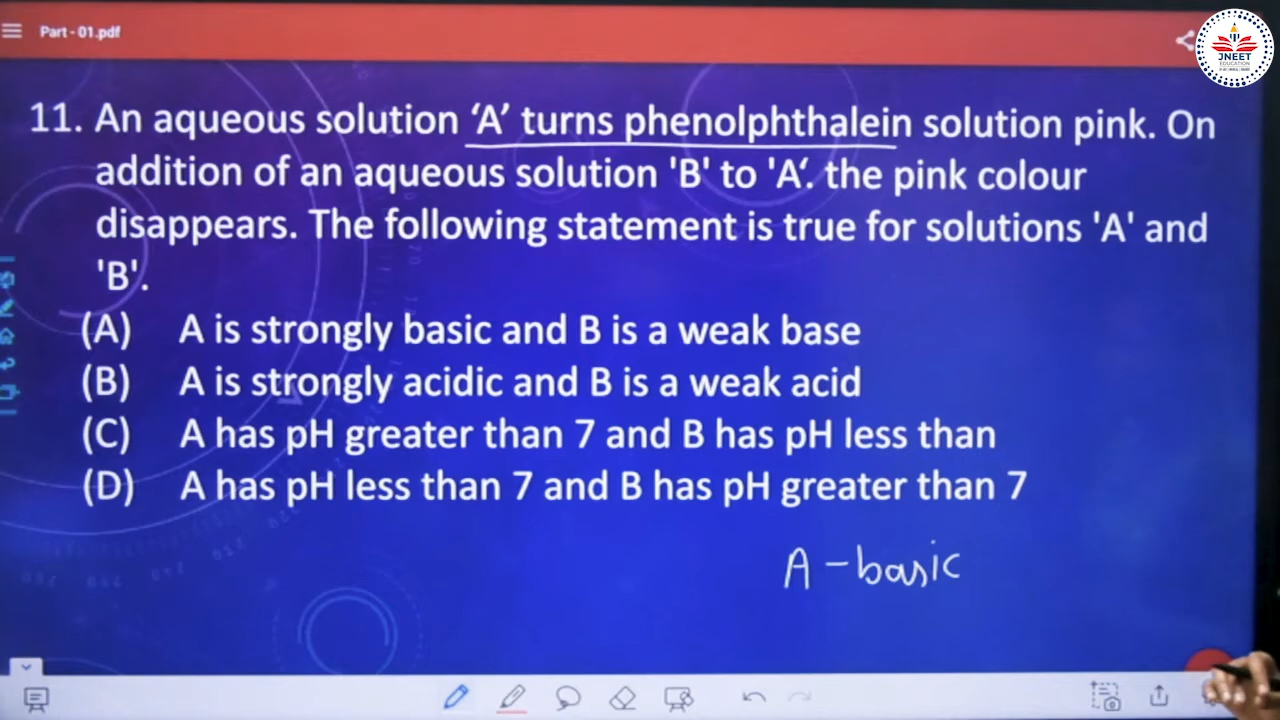 Part - 01.pdf
JNEET
EDUCATION
11. An aqueous solution ‘A’ turns phenolphthalein solution pink. On
addition of an aqueous solution 'B' to 'A‘. the pink colour
disappears. The following statement is true for solutions 'A' and
'B'.
(A) A is strongly basic and B is a weak base
(B) A is strongly acidic and B is a weak acid
(C) A has pH greater than 7 and B has pH less than
(D) A has pH less than 7 and B has pH greater than 7
A - basic